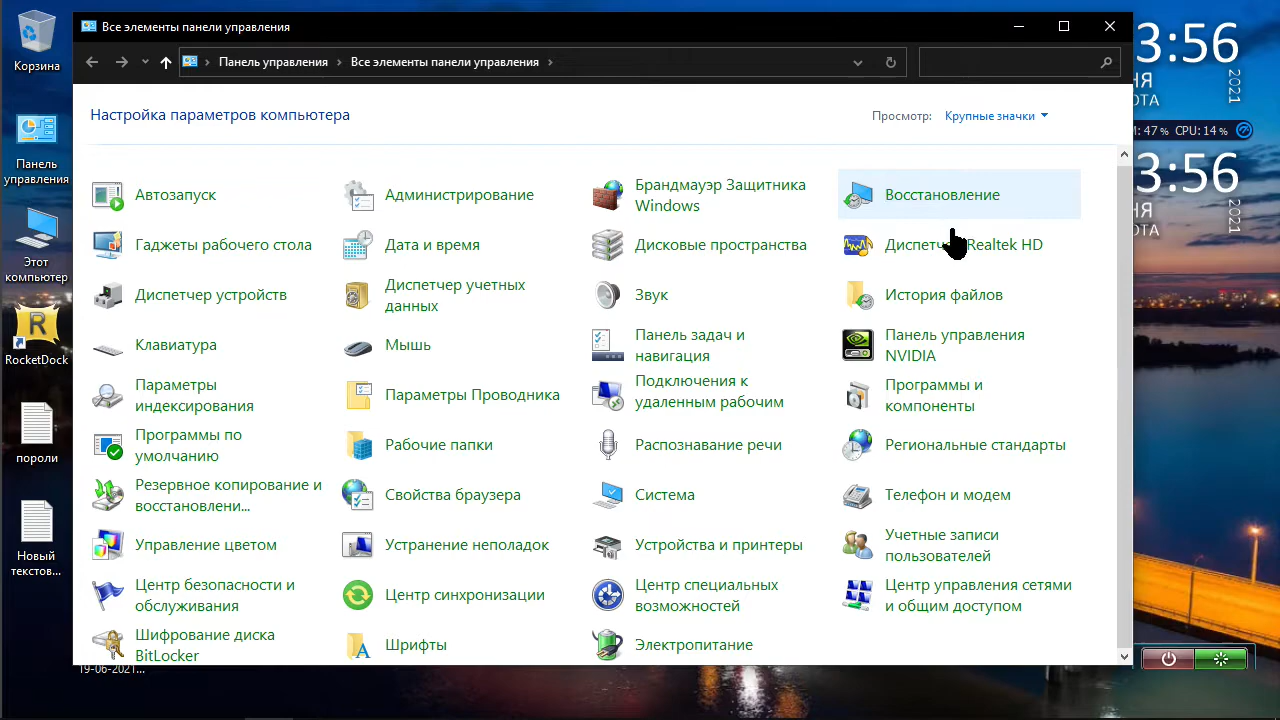 Все элементы панели управления
Панель управления
Все элементы панели управления
Настройка параметров компьютера
Просмотр:
Крупные значки
Автозапуск
Администрирование
Брандмауэр Защитника
Windows
Восстановление
Гаджеты рабочего стола
Дата и время
Дисковые пространства
Realtek HD
Диспетчер устройств
Диспетчер учетных
данных
Звук
История файлов
Клавиатура
Мышь
Панель задач и
навигация
Панель управления
NVIDIA
Параметры
индексирования
Параметры Проводника
Подключения к
удаленным рабочим
Программы и
компоненты
Программы по
умолчанию
Рабочие папки
Распознавание речи
Региональные стандарты
Резервное копирование и
восстановлени...
Свойства браузера
Система
Телефон и модем
Управление цветом
Устранение неполадок
Устройства и принтеры
Учетные записи
пользователей
Центр безопасности и
обслуживания
Центр синхронизации
Центр специальных
возможностей
Центр управления сетями
и общим доступом
Шифрование диска
BitLocker
Шрифты
Электропитание
Корзина
Панель
управления
Этот
компьютер
R
RocketDock
пароли
Новый
текстов...
19-06-2021...
3:56
2021
47 % CPU: 14 %
3:56
2021